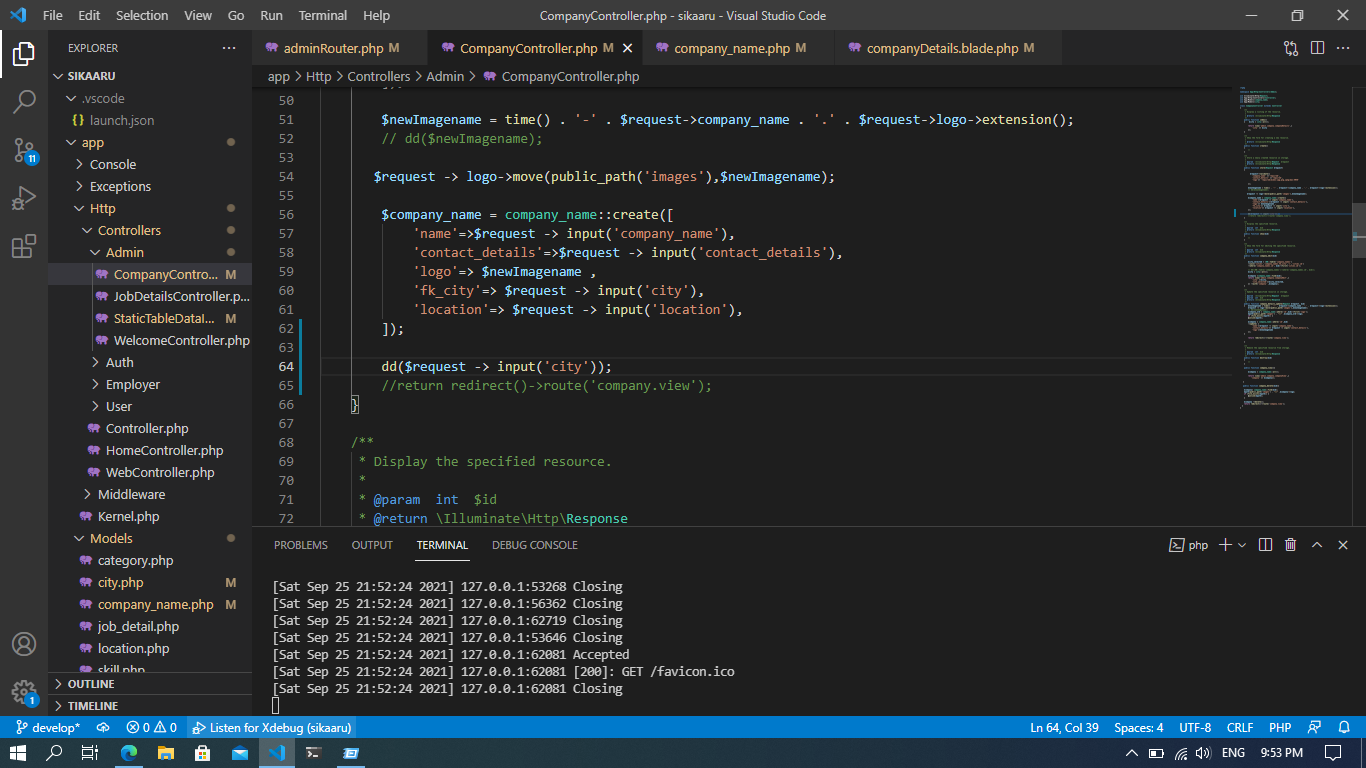 File Edit Selection View Go Run Terminal Help CompanyController.php - sikaaru - Visual Studio Code
EXPLORER ...
SIKAARU
.vscode
{} launch.json
app
Console
Exceptions
Http
Controllers
Admin
CompanyContro... M
JobDetailsController.p...
StaticTableDataI... M
WelcomeController.php
Auth
Employer
User
Controller.php
HomeController.php
WebController.php
Middleware
Kernel.php
Models
category.php
city.php M
company_name.php M
job_detail.php
location.php
skill.php
OUTLINE
TIMELINE
11
1
adminRouter.php M CompanyController.php M company_name.php M companyDetails.blade.php M
app > Http > Controllers > Admin > CompanyController.php
50
51 $newImagename = time() . '-' . $request->company_name . '.' . $request->logo->extension();
52 // dd($newImagename);
53
54 $request -> logo->move(public_path('images'),$newImagename);
55
56 $company_name = company_name::create([
57 'name'=>$request -> input('company_name'),
58 'contact_details'=>$request -> input('contact_details'),
59 'logo'=> $newImagename ,
60 'fk_city'=> $request -> input('city'),
61 'location'=> $request -> input('location'),
62 ]);
63
64 dd($request -> input('city'));
65 //return redirect()->route('company.view');
66 }
67
68 /**
69 * Display the specified resource.
70 *
71 * @param int $id
72 * @return \Illuminate\Http\Response
PROBLEMS OUTPUT TERMINAL DEBUG CONSOLE php
[Sat Sep 25 21:52:24 2021] 127.0.0.1:53268 Closing
[Sat Sep 25 21:52:24 2021] 127.0.0.1:56362 Closing
[Sat Sep 25 21:52:24 2021] 127.0.0.1:62719 Closing
[Sat Sep 25 21:52:24 2021] 127.0.0.1:53646 Closing
[Sat Sep 25 21:52:24 2021] 127.0.0.1:62081 Accepted
[Sat Sep 25 21:52:24 2021] 127.0.0.1:62081 [200]: GET /favicon.ico
[Sat Sep 25 21:52:24 2021] 127.0.0.1:62081 Closing
develop* 0 0 Listen for Xdebug (sikaaru) Ln 64, Col 39 Spaces: 4 UTF-8 CRLF PHP
ENG 9:53 PM